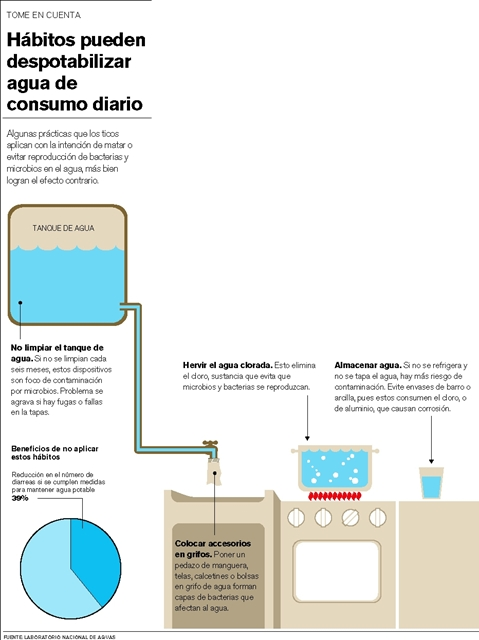 TOME EN CUENTA
Hábitos pueden
despotabilizar
agua de
consumo diario
Algunas prácticas que los ticos
aplican con la intención de matar o
evitar reproducción de bacterias y
microbios en el agua, más bien
logran el efecto contrario.
TANQUE DE AGUA
No limpiar el tanque de
agua. Si no se limpian cada
seis meses, estos dispositivos
son foco de contaminación
por microbios. Problema se
agrava si hay fugas o fallas
en la tapas.
Hervir el agua clorada. Esto elimina
el cloro, sustancia que evita que
microbios y bacterias se reproduzcan.
Almacenar agua. Si no se refrigera y
no se tapa el agua, hay más riesgo de
contaminación. Evite envases de barro o
arcilla, pues estos consumen el cloro, o
de aluminio, que causan corrosión.
Beneficios de no aplicar
estos hábitos
Reducción en el número de
diarreas si se cumplen medidas
para mantener agua potable
39%
Colocar accesorios
en grifos. Poner un
pedazo de manguera,
telas, calcetines o bolsas
en grifo de agua forman
capas de bacterias que
afectan al agua.
FUENTE: LABORATORIO NACIONAL DE AGUAS